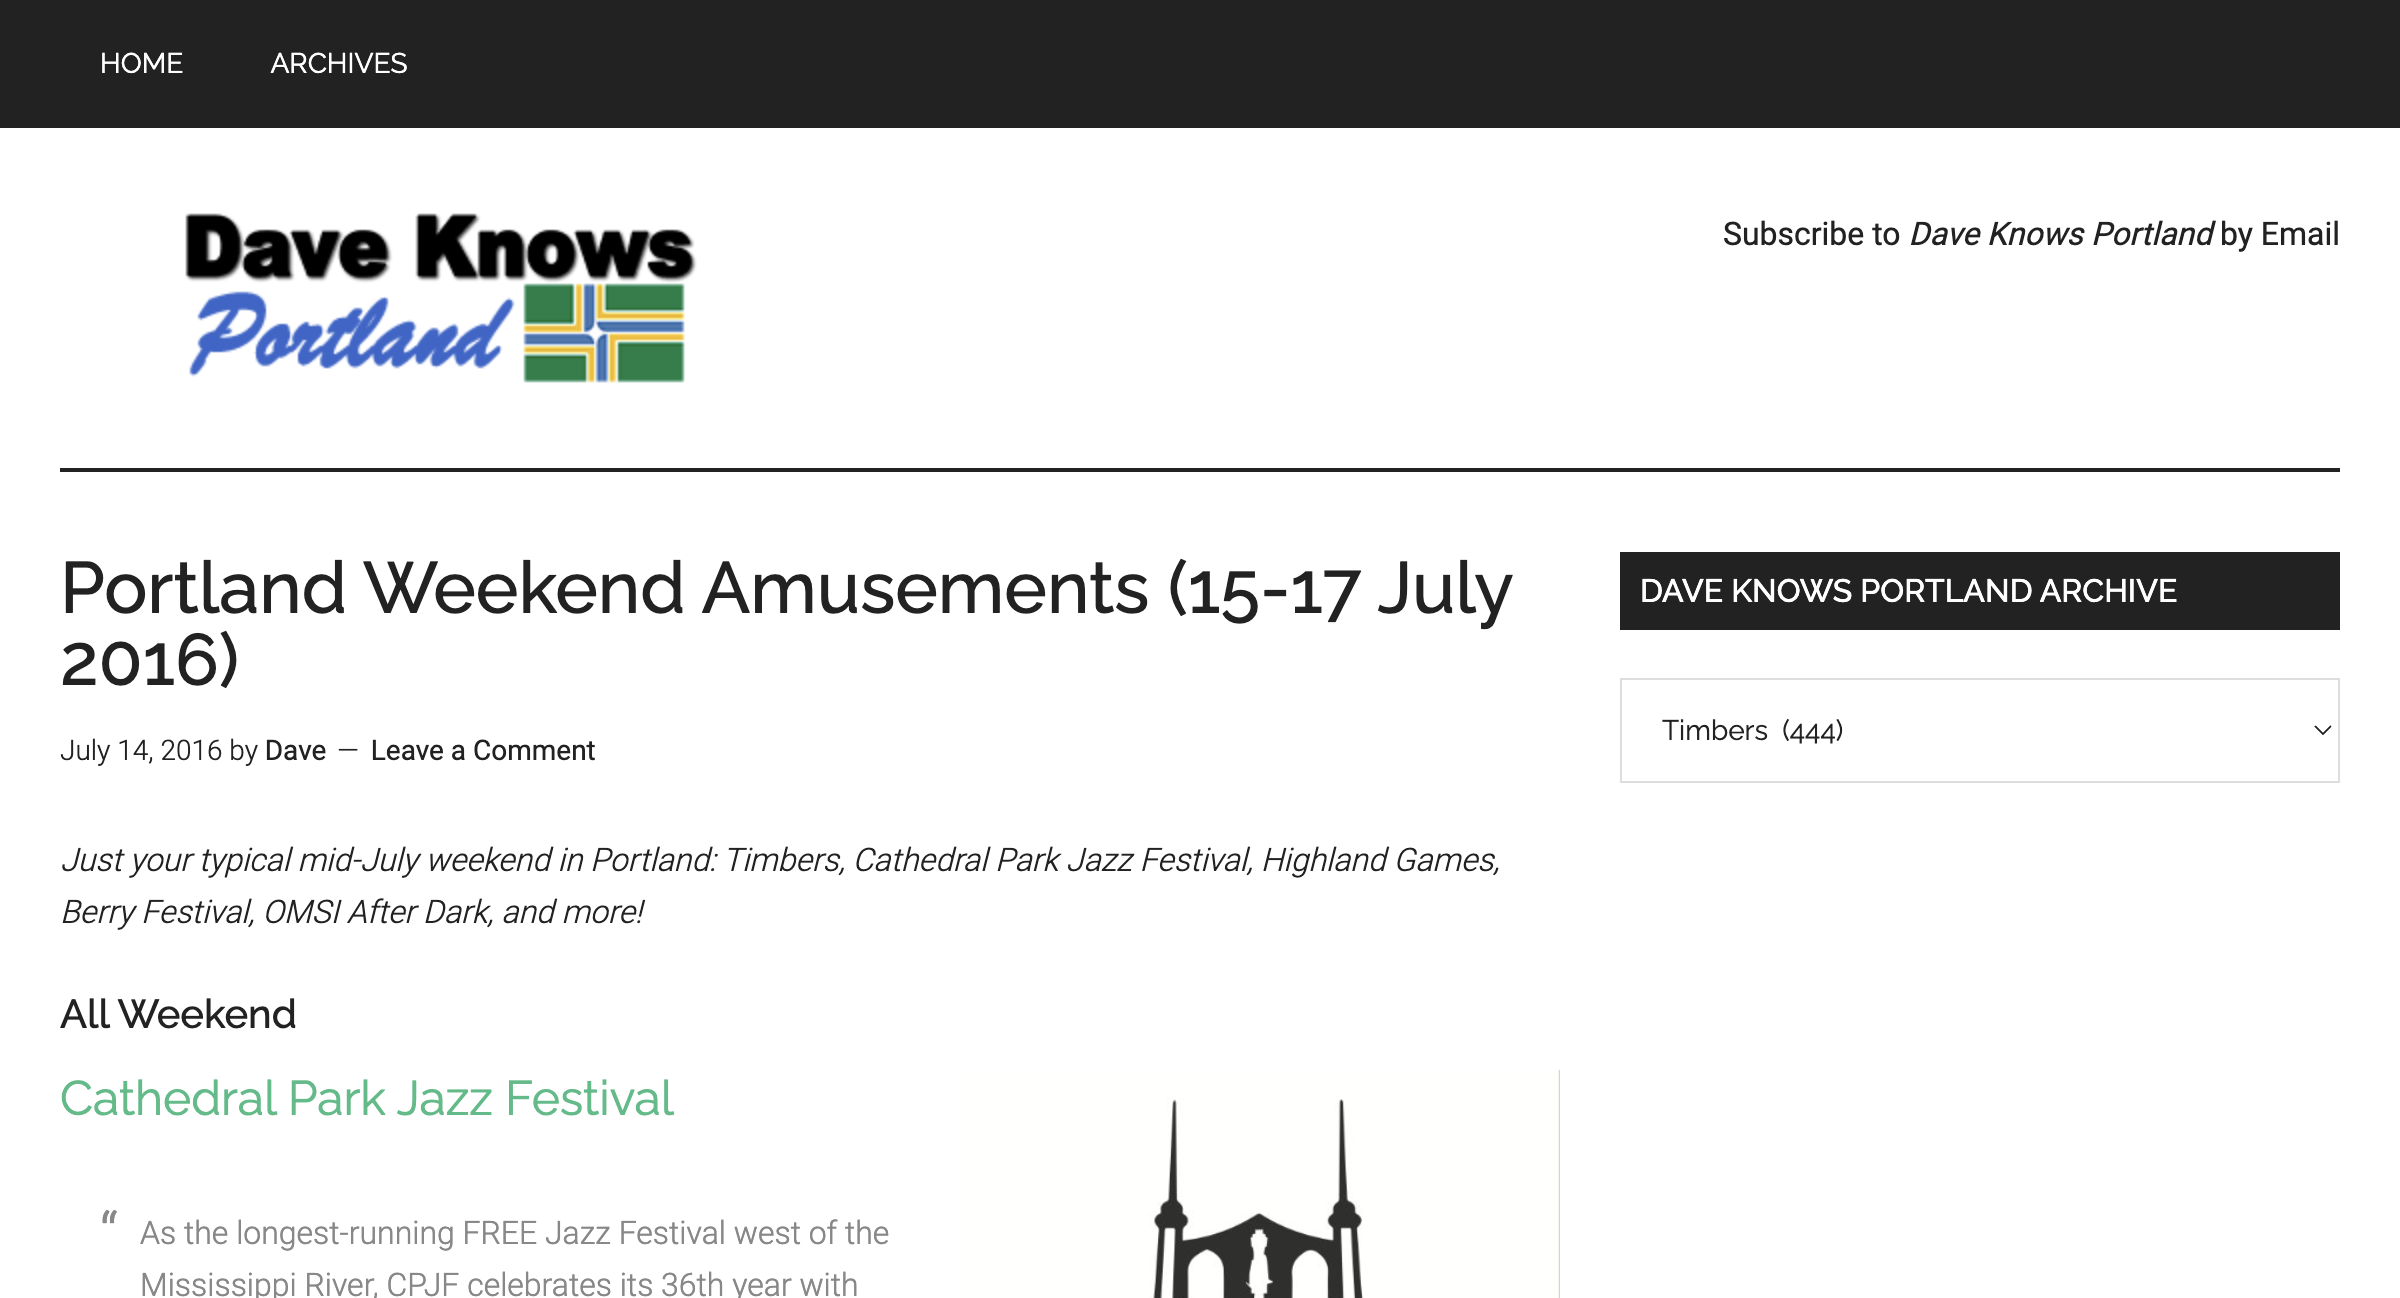 HOME ARCHIVES
Dave Knows
Portland
Subscribe to Dave Knows Portland by Email
Portland Weekend Amusements (15-17 July
2016)
July 14, 2016 by Dave — Leave a Comment
Just your typical mid-July weekend in Portland: Timbers, Cathedral Park Jazz Festival, Highland Games,
Berry Festival, OMSI After Dark, and more!
All Weekend
Cathedral Park Jazz Festival
“ As the longest-running FREE Jazz Festival west of the
Mississippi River, CPJF celebrates its 36th year with
DAVE KNOWS PORTLAND ARCHIVE
Timbers (444)